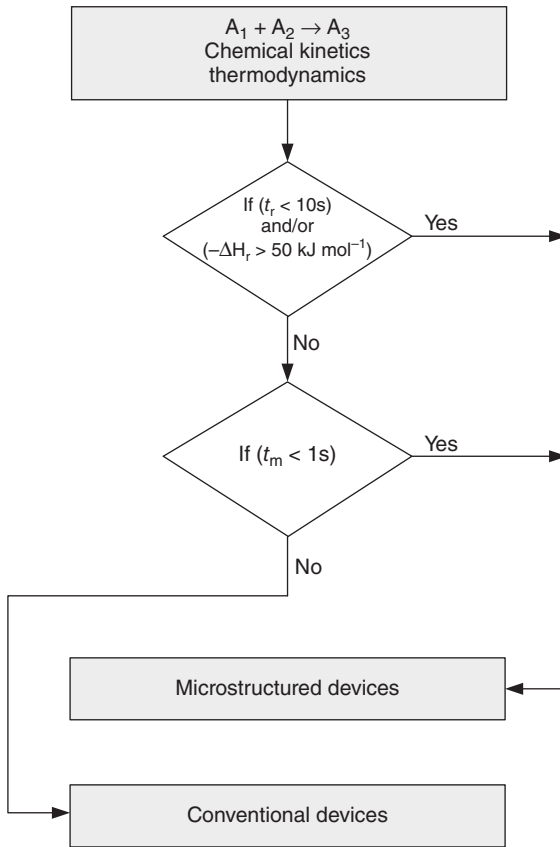 A₁ + A₂ → A₃
Chemical kinetics
thermodynamics
If (tᵣ < 10s)
and/or
(−ΔHᵣ > 50 kJ mol⁻¹)
Yes
No
If (tₘ < 1s)
Yes
No
Microstructured devices
Conventional devices